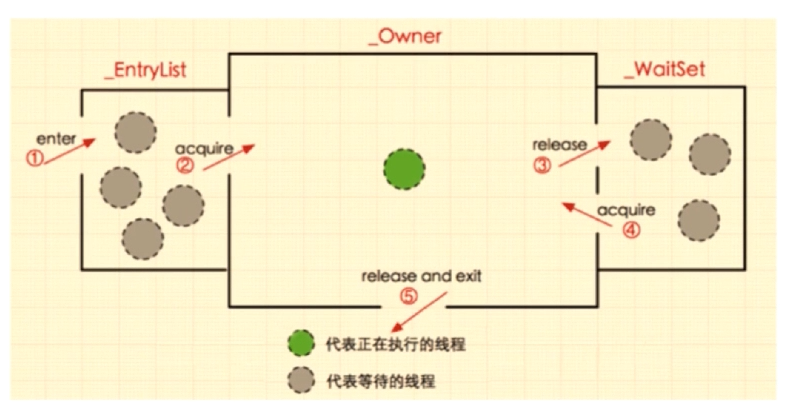 _Owner
_EntryList
_WaitSet
enter
①
acquire
②
release
③
acquire
④
release and exit
⑤
代表正在执行的线程
代表等待的线程